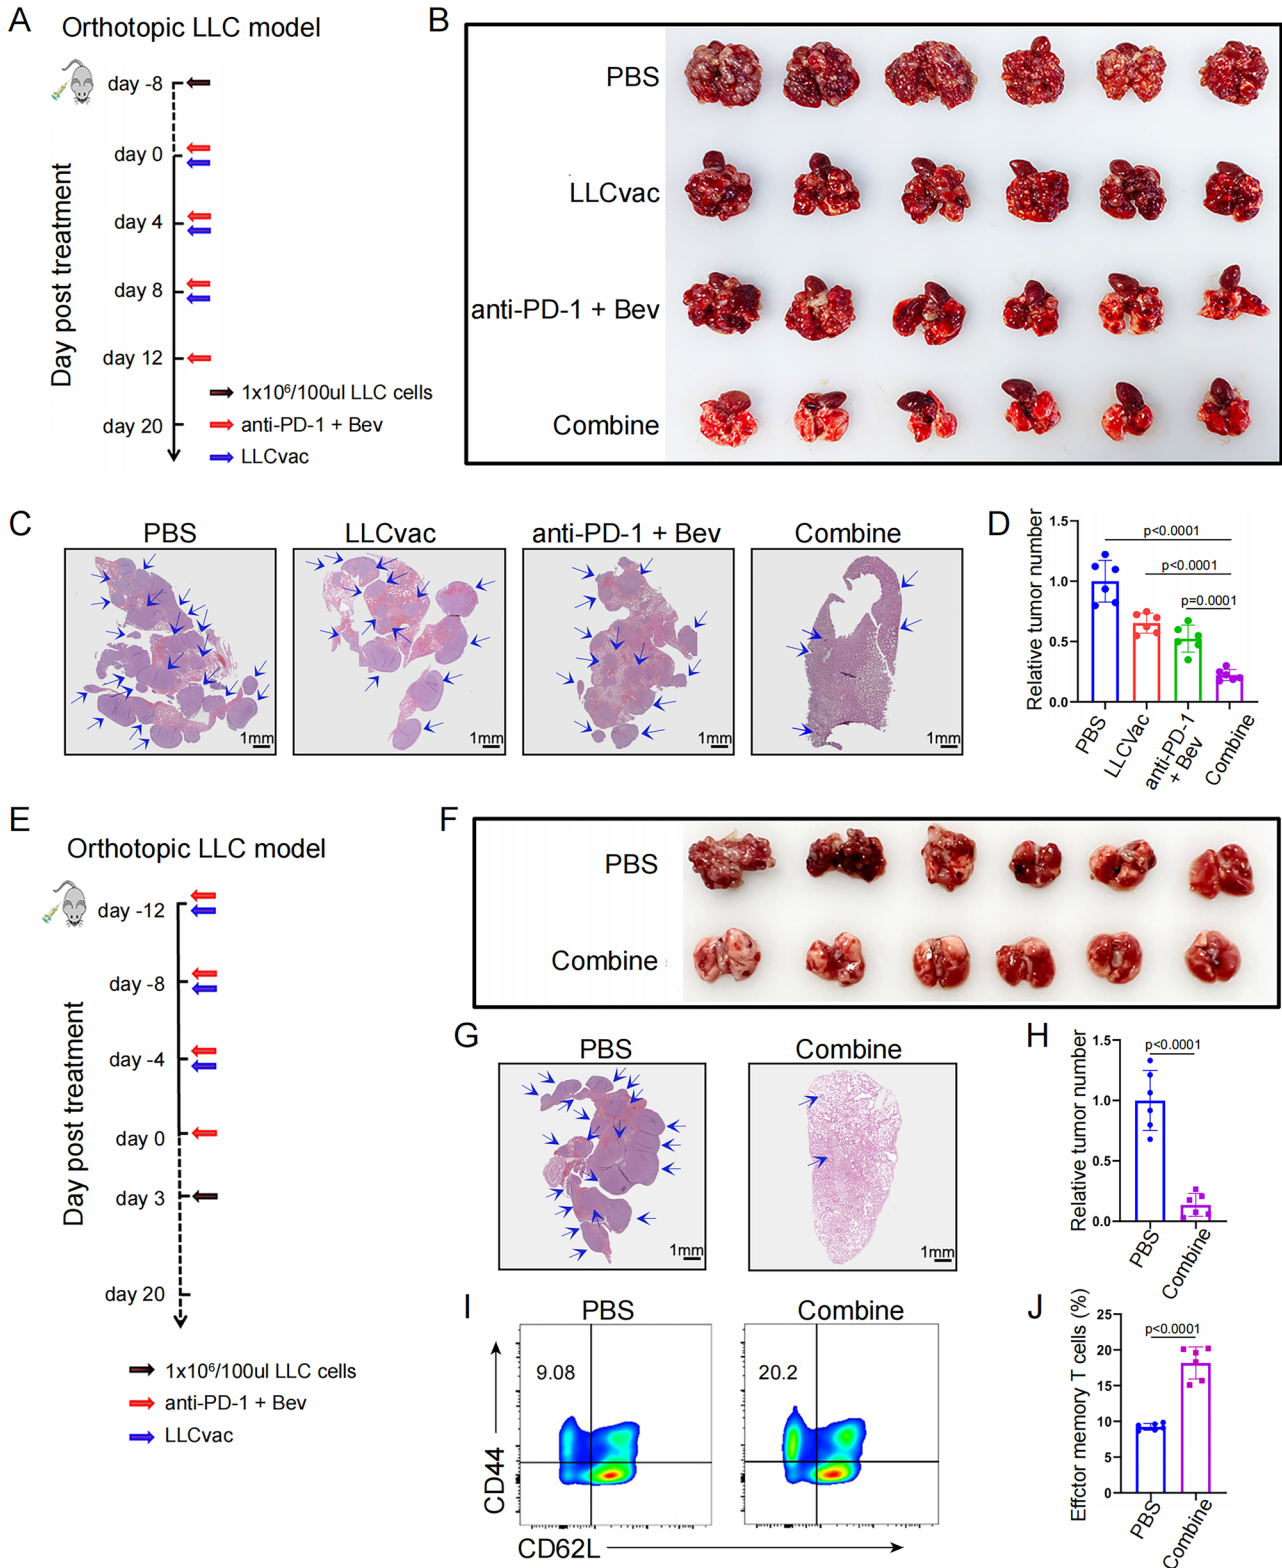 A
Orthotopic LLC model
day -8
day 0
day 4
day 8
day 12
day 20
Day post treatment
1x10⁶/100ul LLC cells
anti-PD-1 + Bev
LLCvac
B
PBS
LLCvac
anti-PD-1 + Bev
Combine
C
PBS
LLCvac
anti-PD-1 + Bev
Combine
1mm
1mm
1mm
1mm
D
Relative tumor number
1.5
1.0
0.5
0.0
p<0.0001
p<0.0001
p=0.0001
PBS
LLCVac
anti-PD-1
+ Bev
Combine
E
Orthotopic LLC model
day -12
day -8
day -4
day 0
day 3
day 20
Day post treatment
1x10⁶/100ul LLC cells
anti-PD-1 + Bev
LLCvac
F
PBS
Combine
G
PBS
Combine
1mm
1mm
H
Relative tumor number
1.5
1.0
0.5
0.0
p<0.0001
PBS
Combine
I
PBS
Combine
9.08
20.2
CD44
CD62L
J
Effctor memory T cells (%)
25
20
15
10
5
0
p<0.0001
PBS
Combine